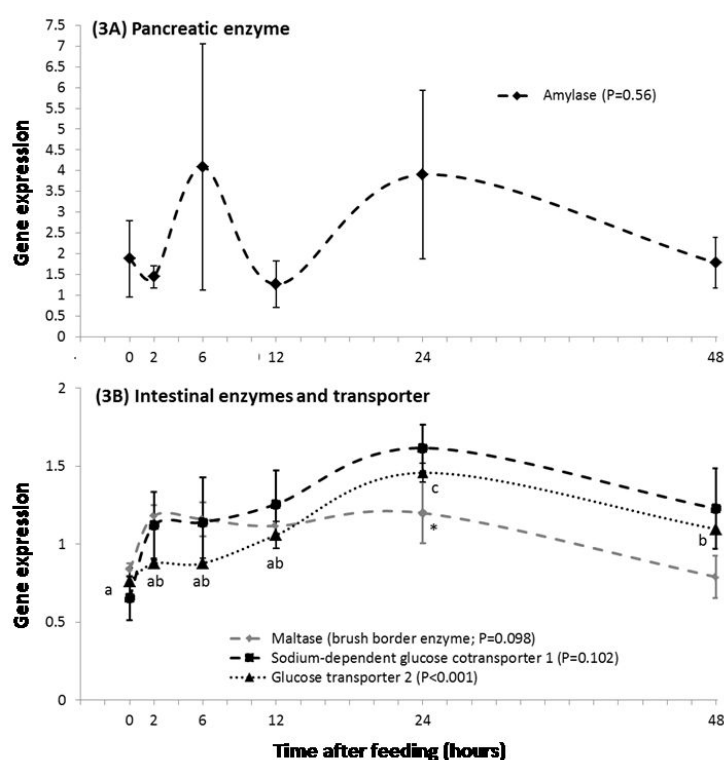 (3A) Pancreatic enzyme
Amylase (P=0.56)
Gene expression
7.5
7
6.5
6
5.5
5
4.5
4
3.5
3
2.5
2
1.5
1
0.5
0
0 2 6 12 24 48
(3B) Intestinal enzymes and transporter
Gene expression
2
1.5
1
0.5
0
a ab ab ab c * b
Maltase (brush border enzyme; P=0.098)
Sodium-dependent glucose cotransporter 1 (P=0.102)
Glucose transporter 2 (P<0.001)
0 2 6 12 24 48
Time after feeding (hours)